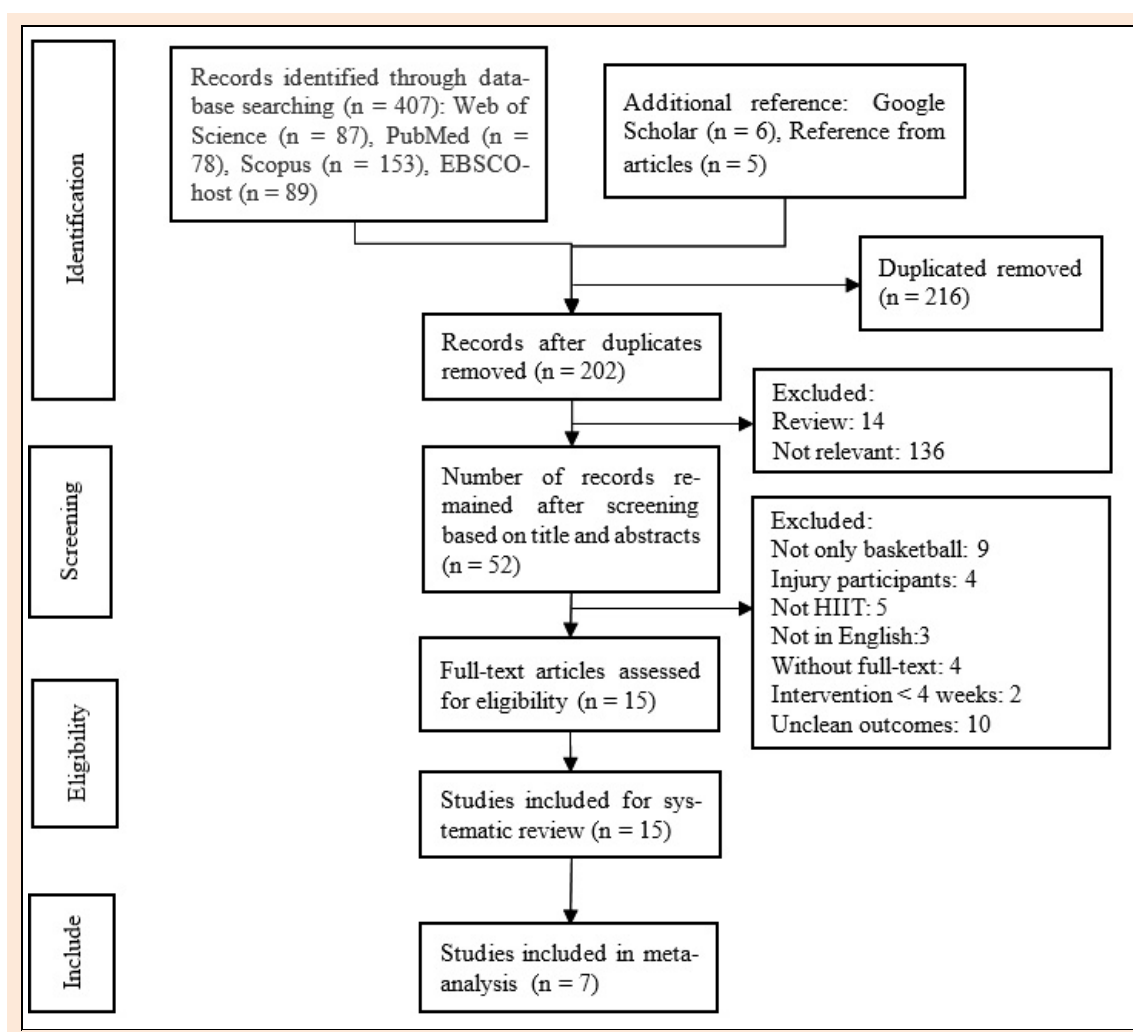 Identification
Records identified through data-
base searching (n = 407): Web of
Science (n = 87), PubMed (n =
78), Scopus (n = 153), EBSCO-
host (n = 89)
Additional reference: Google
Scholar (n = 6), Reference from
articles (n = 5)
Duplicated removed
(n = 216)
Records after duplicates
removed (n = 202)
Excluded:
Review: 14
Not relevant: 136
Screening
Number of records re-
mained after screening
based on title and abstracts
(n = 52)
Excluded:
Not only basketball: 9
Injury participants: 4
Not HIIT: 5
Not in English:3
Without full-text: 4
Intervention < 4 weeks: 2
Unclean outcomes: 10
Eligibility
Full-text articles assessed
for eligibility (n = 15)
Studies included for sys-
tematic review (n = 15)
Include
Studies included in meta-
analysis (n = 7)